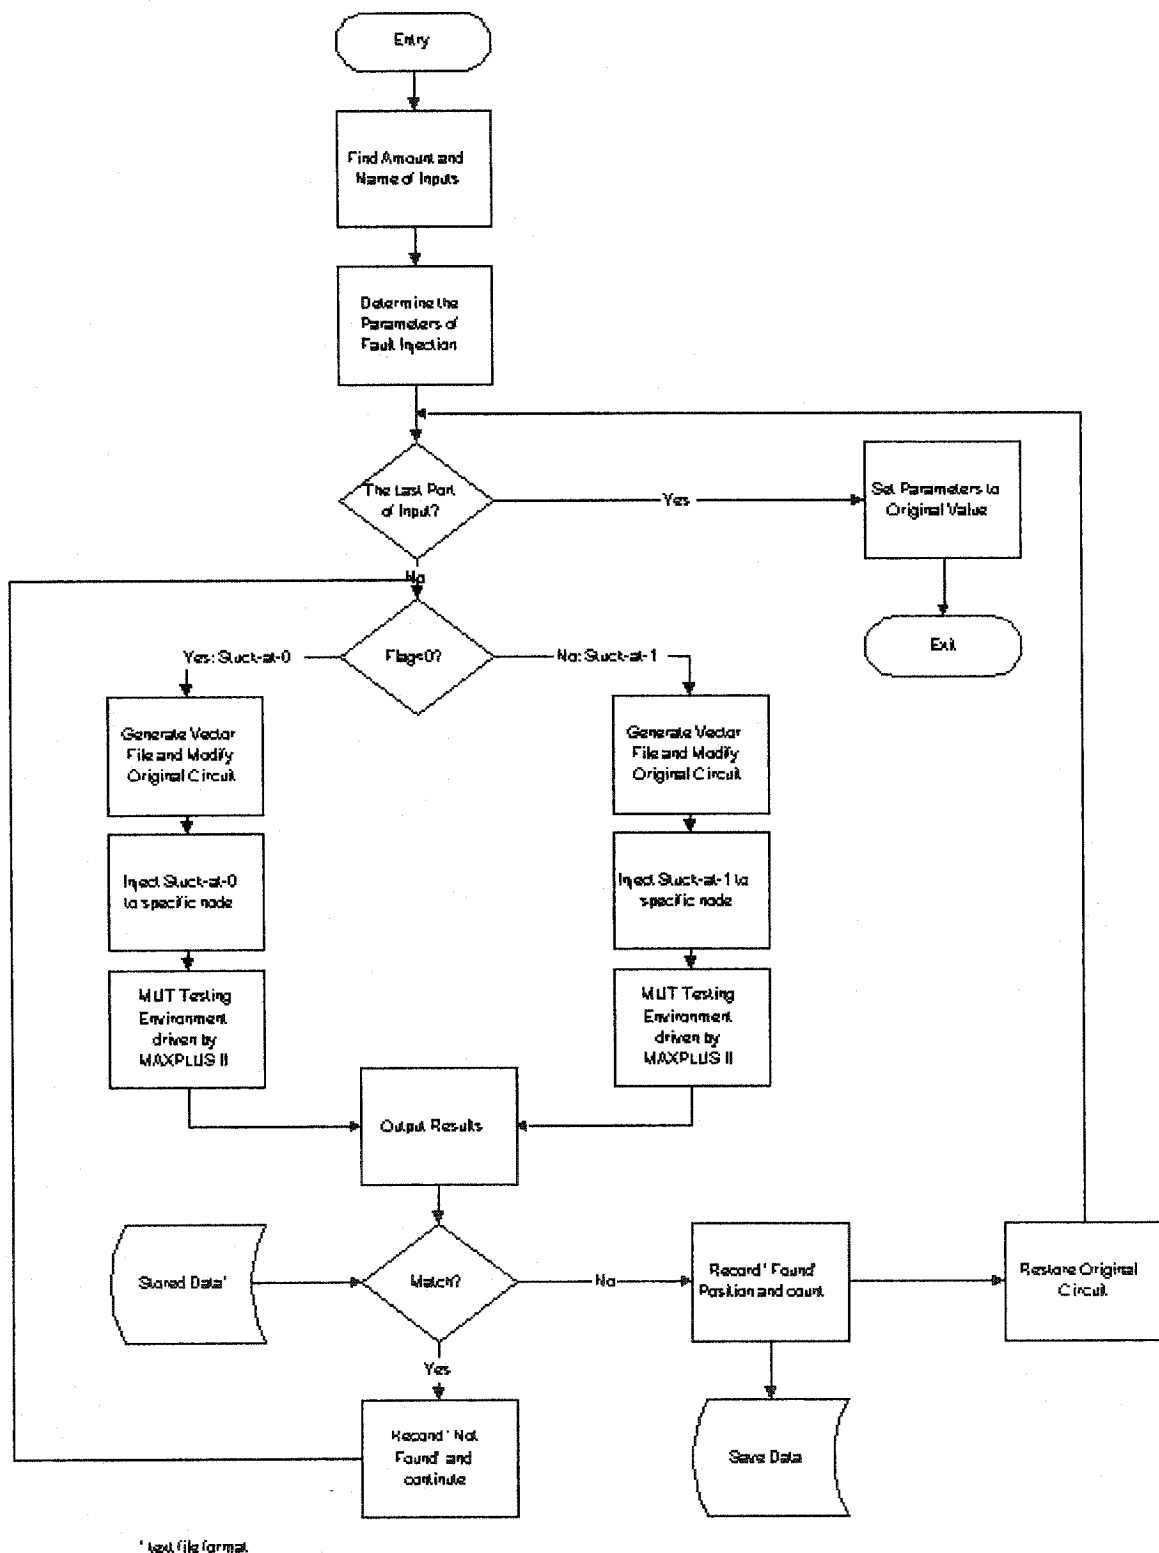 Entry
Find Amount and
Name of Inputs
Determine the
Parameters of
Fault Injection
The Last Part
of Input?
Yes
Set Parameters to
Original Value
No
Exit
Yes: Stuck-at-0
Flag<0?
No: Stuck-at-1
Generate Vector
File and Modify
Original Circuit
Generate Vector
File and Modify
Original Circuit
Inject Stuck-at-0
to specific node
Inject Stuck-at-1 to
specific node
MUT Testing
Environment
driven by
MAXPLUS II
MUT Testing
Environment
driven by
MAXPLUS II
Output Results
Stored Data*
Match?
No
Record 'Found'
Position and count
Restore Original
Circuit
Yes
Record 'Not
Found' and
continute
Save Data
* text file format